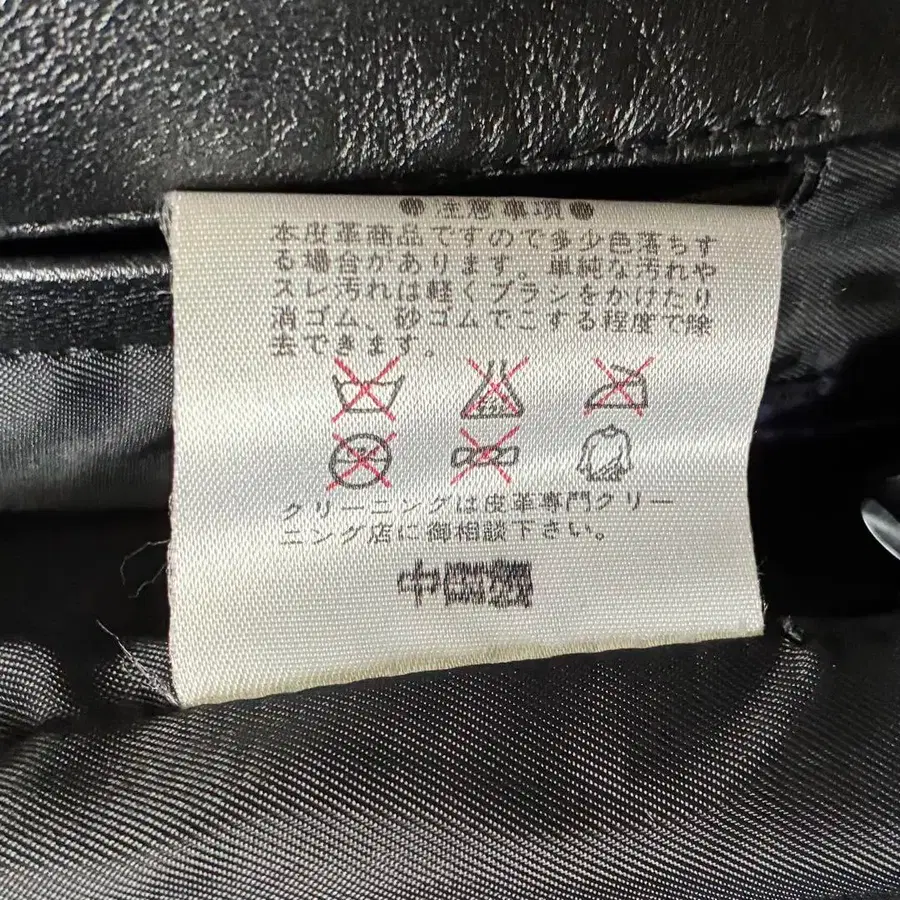 注意事項
本皮革商品ですので多少色落ちす
る場合があります。単純な汚れや
スレ汚れは軽くブラシをかけたり
消ゴム、砂ゴムでこする程度で除
去できます。
クリーニングは皮革専門クリー
ニング店に御相談下さい。
中国製